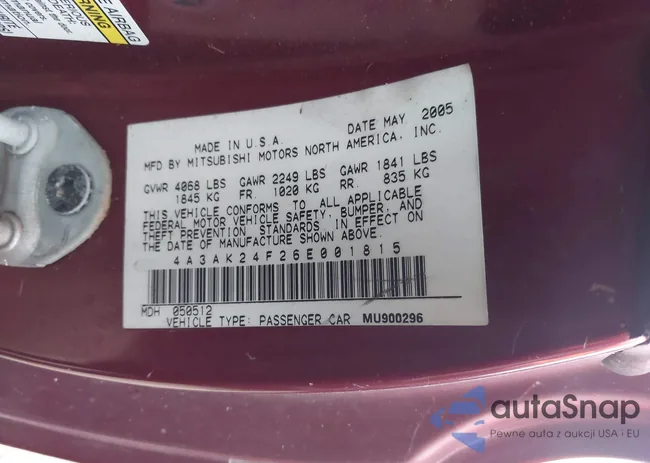 E AIRBAG
WARNING
MADE IN U.S.A. DATE MAY. 2005
MFD BY MITSUBISHI MOTORS NORTH AMERICA, INC.
GVWR 4068 LBS GAWR 2249 LBS GAWR 1841 LBS
1845 KG FR. 1020 KG RR. 835 KG
THIS VEHICLE CONFORMS TO ALL APPLICABLE
FEDERAL MOTOR VEHICLE SAFETY, BUMPER, AND
THEFT PREVENTION STANDARDS IN EFFECT ON
THE DATE OF MANUFACTURE SHOWN ABOVE.
4A3AK24F26E001815
MDH 050512
VEHICLE TYPE: PASSENGER CAR MU900296
autaSnap
Pewne auta z aukcji USA i EU